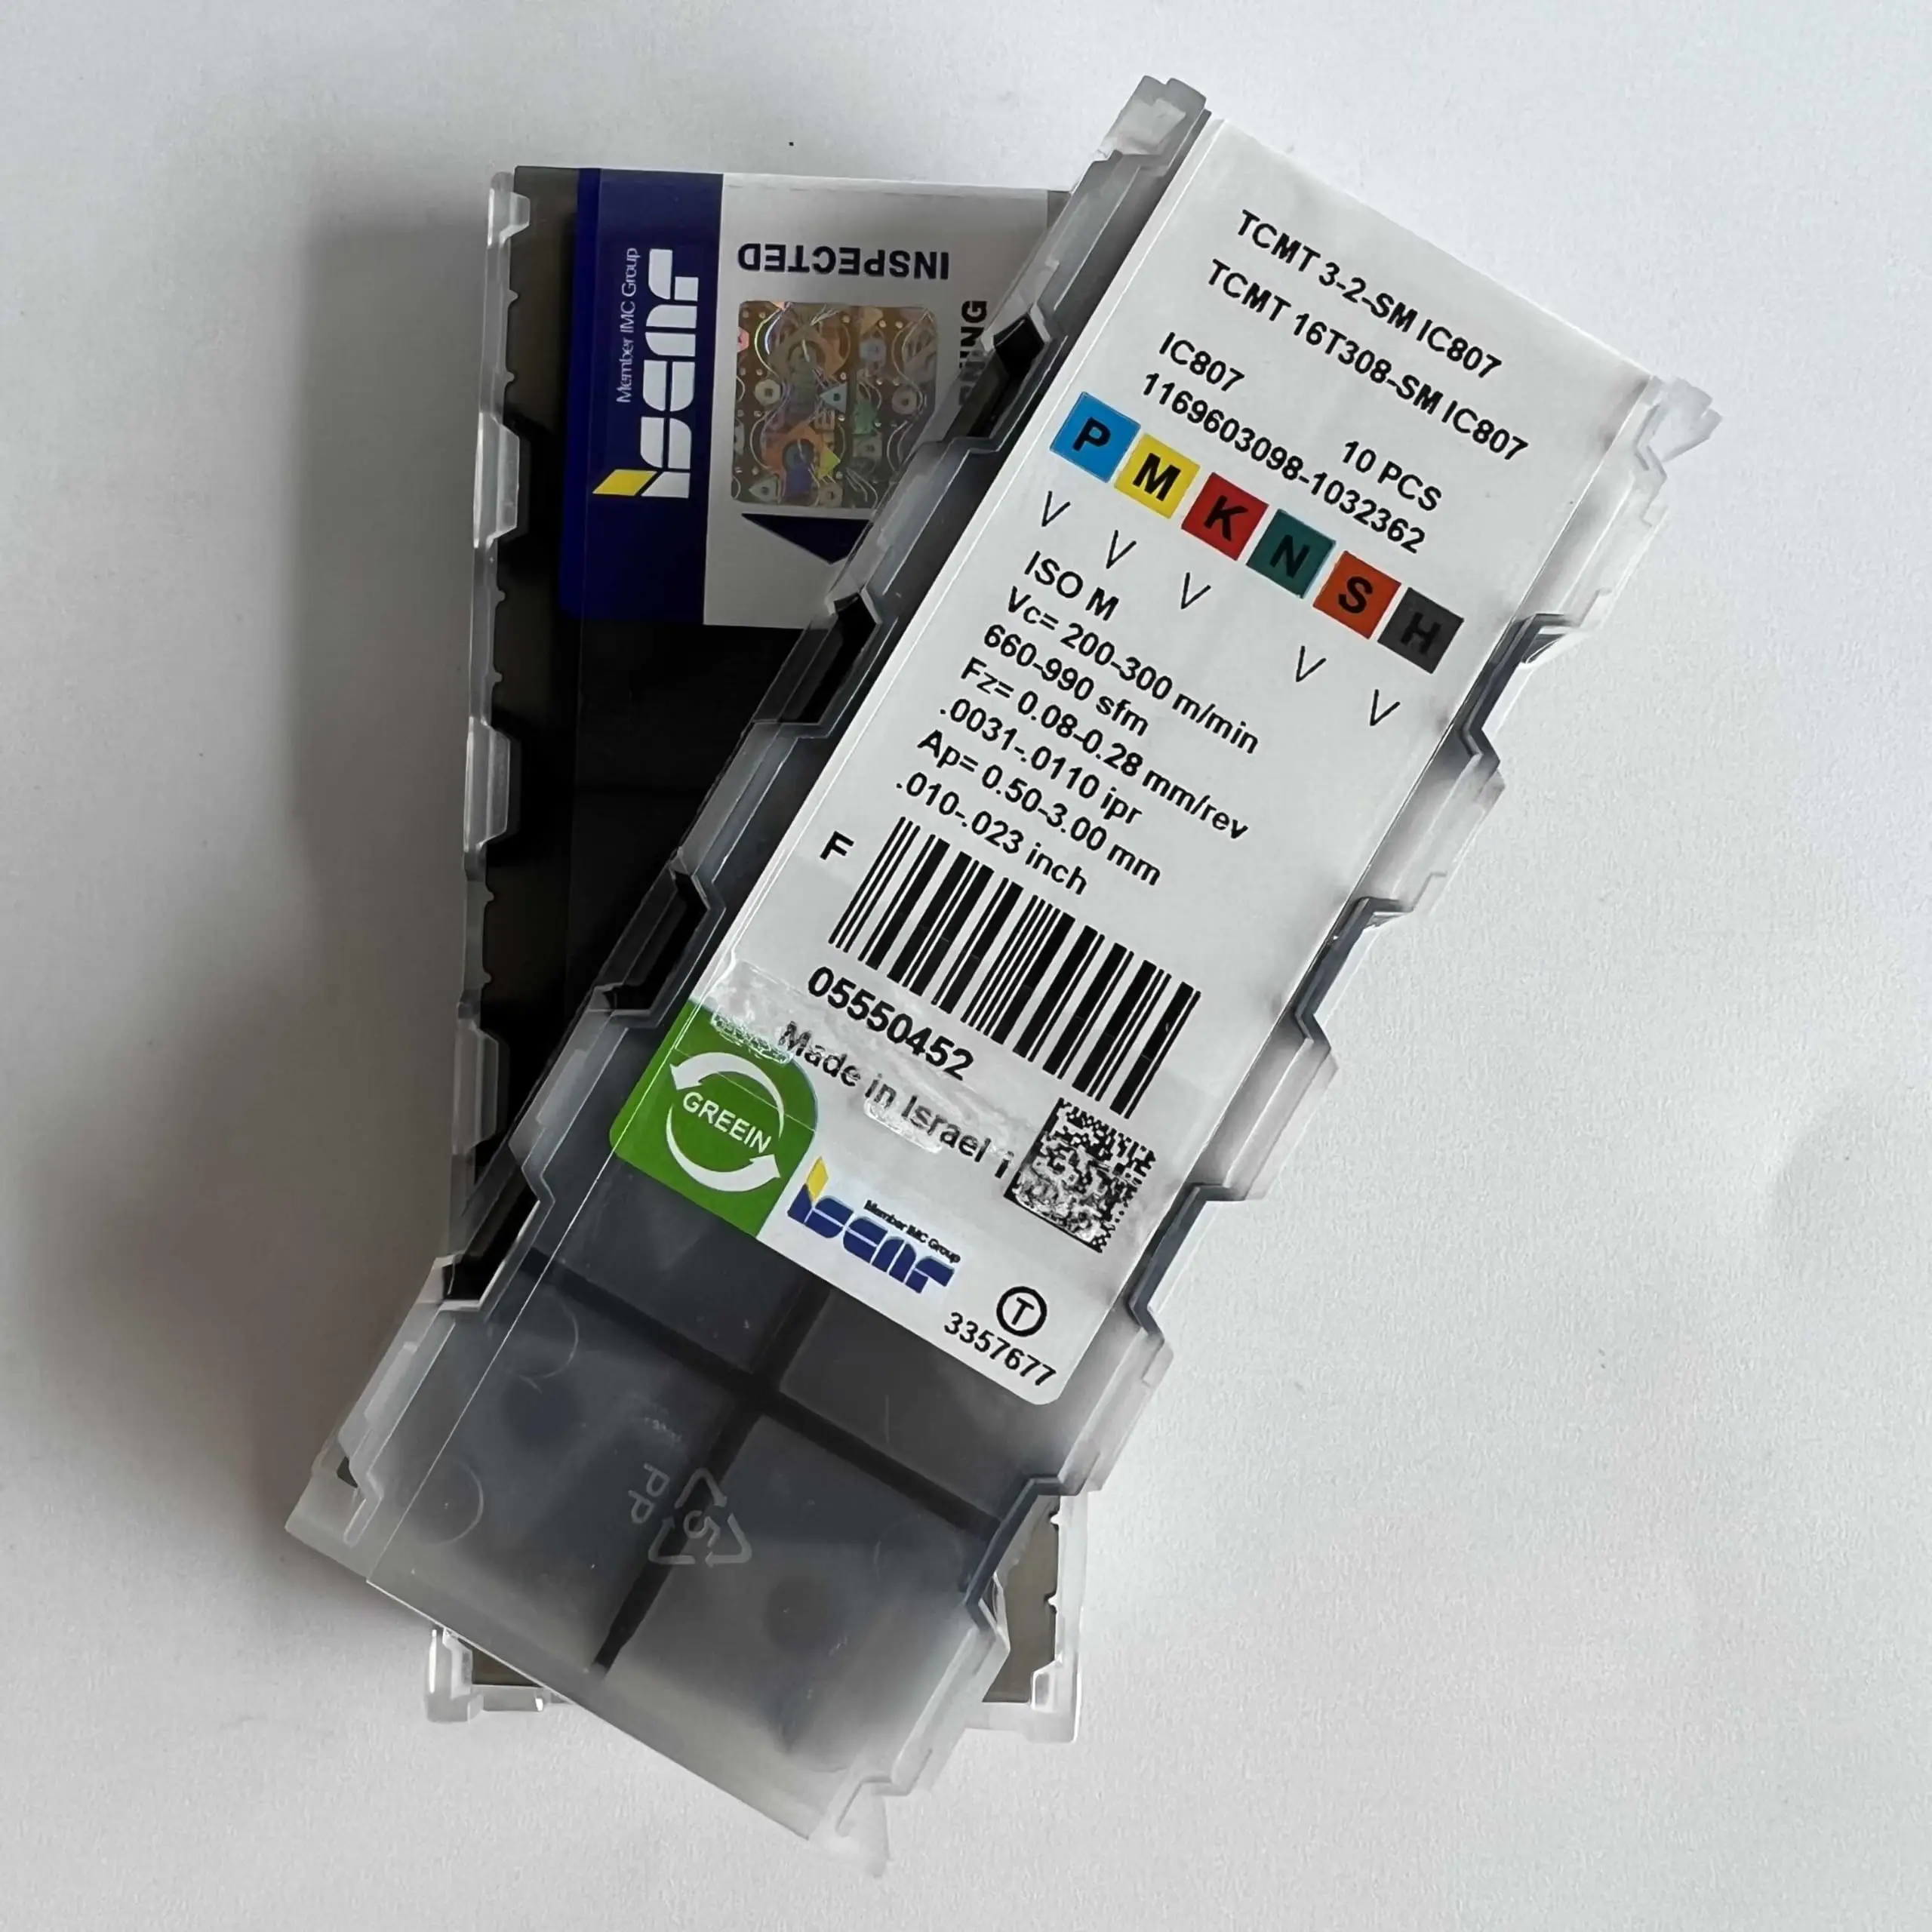 TCMT 3-2-SM IC807
TCMT 16T308-SM IC807
IC807 10 PCS
1169603098-1032362
P M K N S H
V V V V V
ISO M
Vc= 200-300 m/min
660-990 sfm
Fz= 0.08-0.28 mm/rev
.0031-.0110 ipr
Ap= 0.50-3.00 mm
.010-.023 inch
F
05550452
Made in Israel
GREEIN
Member IMC Group
iscar
T
3357677
5
PP
Member IMC Group
iscar
INSPECTED